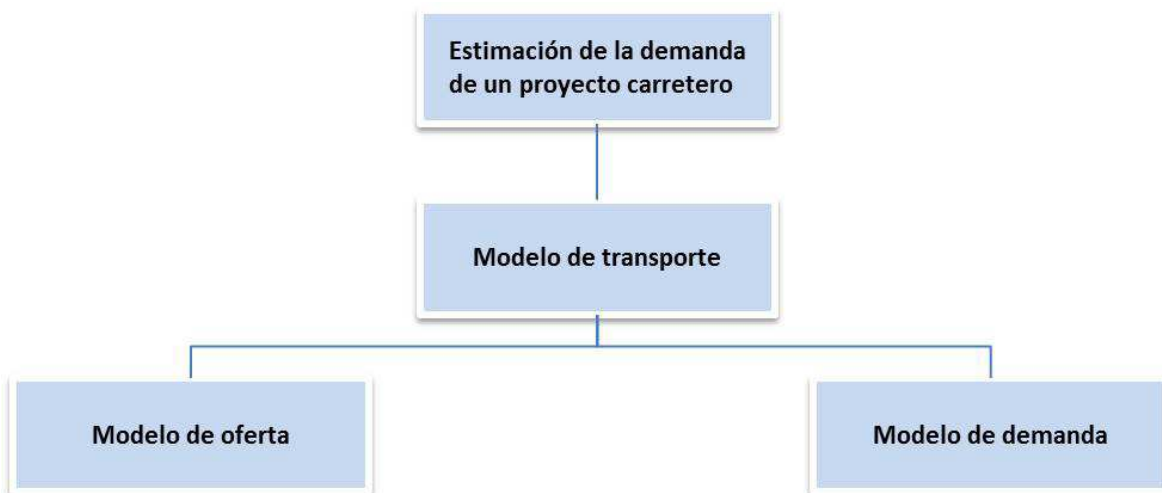 Estimación de la demanda
de un proyecto carretero
Modelo de transporte
Modelo de oferta
Modelo de demanda